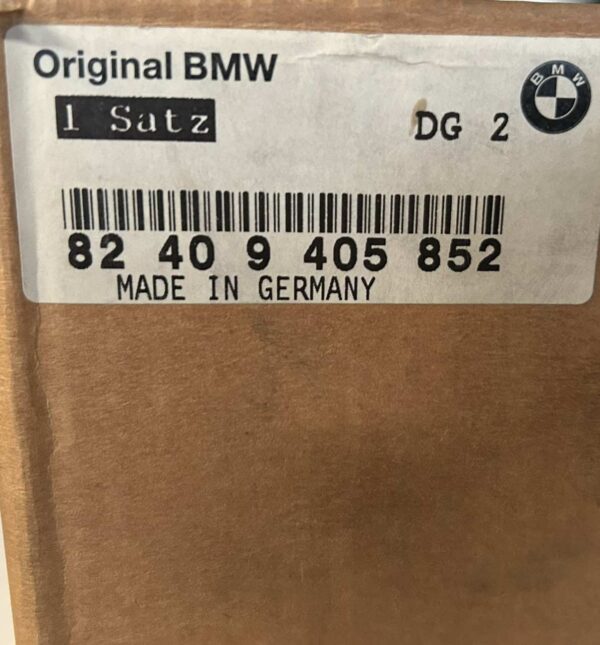 Original BMW
1 Satz
DG 2
BMW
82 40 9 405 852
MADE IN GERMANY